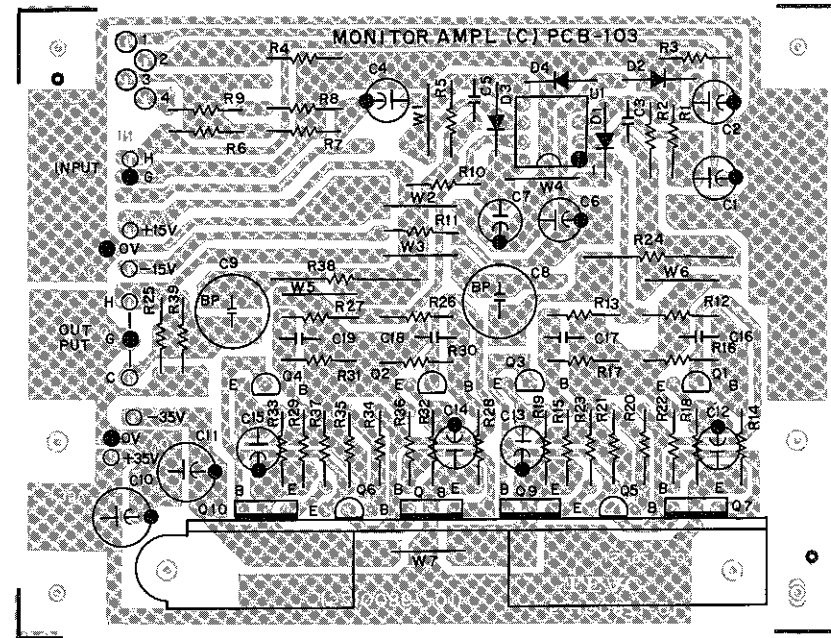 MONITOR AMPL (C) PCB-103
1
2
3
4
R4
C4
R9
R8
R6
R7
IN
W1
R5
C5
D3
D4
U1
D2
R3
D1
C3
R2
R1
C2
INPUT
H
G
R10
W2
R11
W3
C7
W4
1
C6
C1
+15V
0V
-15V
C9
R38
C8
R24
W6
H
OUT
PUT
G
C
R25
R39
BP
W5
R27
R26
BP
R13
R12
C19
C18
R30
C17
C16
R31
Q2
R17
R16
E
Q4
B
E
B
E
Q3
B
E
Q1
B
-35V
0V
+35V
C11
C10
C15
R33
R29
R37
R35
R34
R36
R32
C14
R28
C13
R19
R15
R23
R21
R20
R22
R18
C12
R14
Q10
B
E
E
Q6
B
B
Q8
E
B
Q9
E
E
Q5
B
B
E
Q7
W7
TEAC